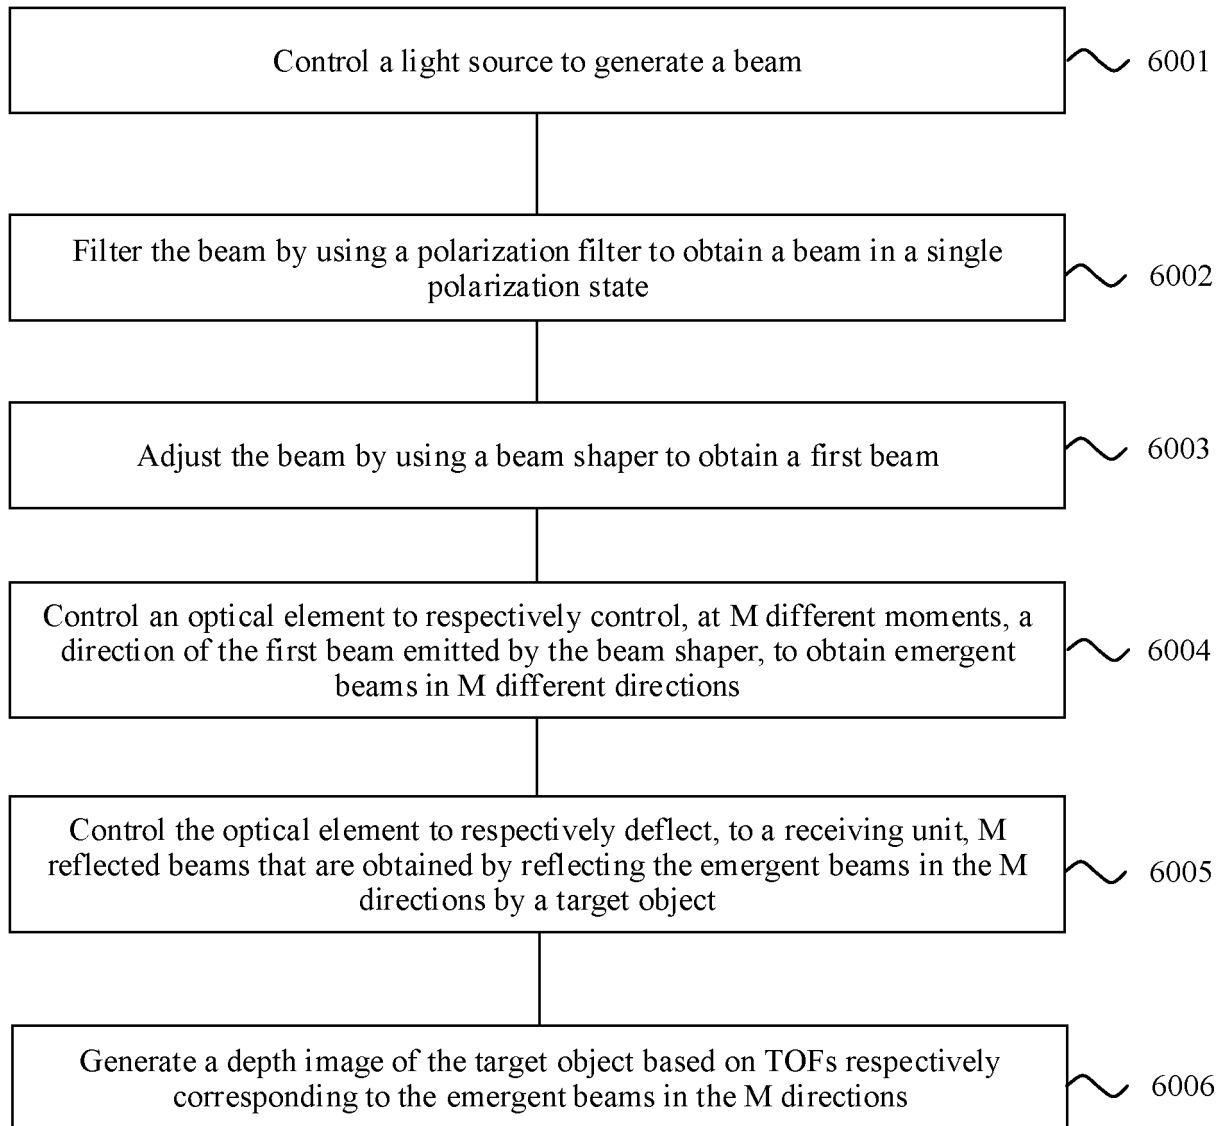 Control a light source to generate a beam
6001
Filter the beam by using a polarization filter to obtain a beam in a single
polarization state
6002
Adjust the beam by using a beam shaper to obtain a first beam
6003
Control an optical element to respectively control, at M different moments, a
direction of the first beam emitted by the beam shaper, to obtain emergent
beams in M different directions
6004
Control the optical element to respectively deflect, to a receiving unit, M
reflected beams that are obtained by reflecting the emergent beams in the M
directions by a target object
6005
Generate a depth image of the target object based on TOFs respectively
corresponding to the emergent beams in the M directions
6006